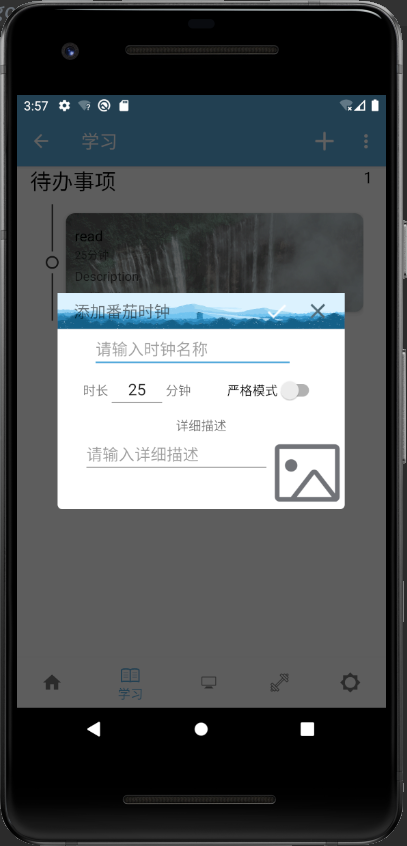 3:57
学习
待办事项
1
read
25分钟
Description:
添加番茄时钟
请输入时钟名称
时长 25 分钟 严格模式
详细描述
请输入详细描述
学习